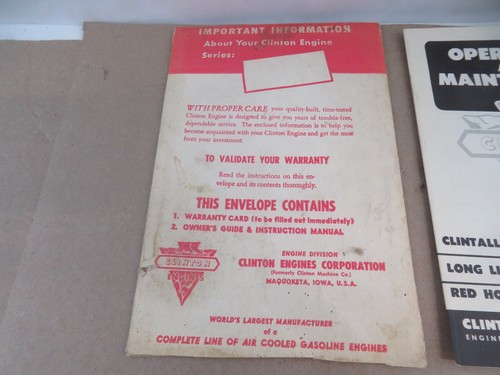 IMPORTANT INFORMATION
About Your Clinton Engine
Series:
WITH PROPER CARE your quality-built, time-tested
Clinton Engine is designed to give you years of trouble-free,
dependable service. The enclosed information is to help you
become acquainted with your Clinton Engine and get the most
from your investment.
TO VALIDATE YOUR WARRANTY
Read the instructions on this en-
velope and its contents thoroughly.
THIS ENVELOPE CONTAINS
1. WARRANTY CARD (to be filled out immediately)
2. OWNER'S GUIDE & INSTRUCTION MANUAL
CLINTON
ENGINES
ENGINE DIVISION
CLINTON ENGINES CORPORATION
(Formerly Clinton Machine Co.)
MAQUOKETA, IOWA, U.S.A.
WORLD'S LARGEST MANUFACTURER
of a
COMPLETE LINE OF AIR COOLED GASOLINE ENGINES
OPER
MAINT
CLINTALL
LONG LI
RED HO
CLINT
ENGIN